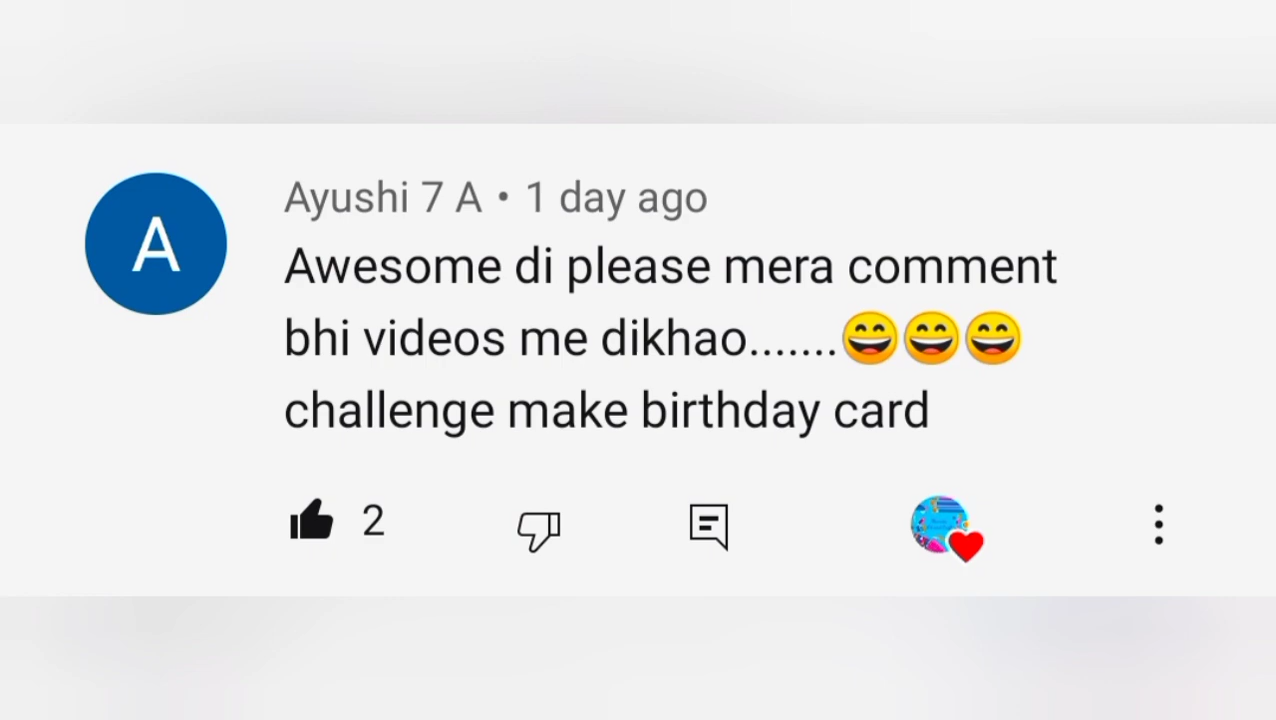 A
Ayushi 7 A • 1 day ago
Awesome di please mera comment
bhi videos me dikhao.......😄😄😄
challenge make birthday card
2